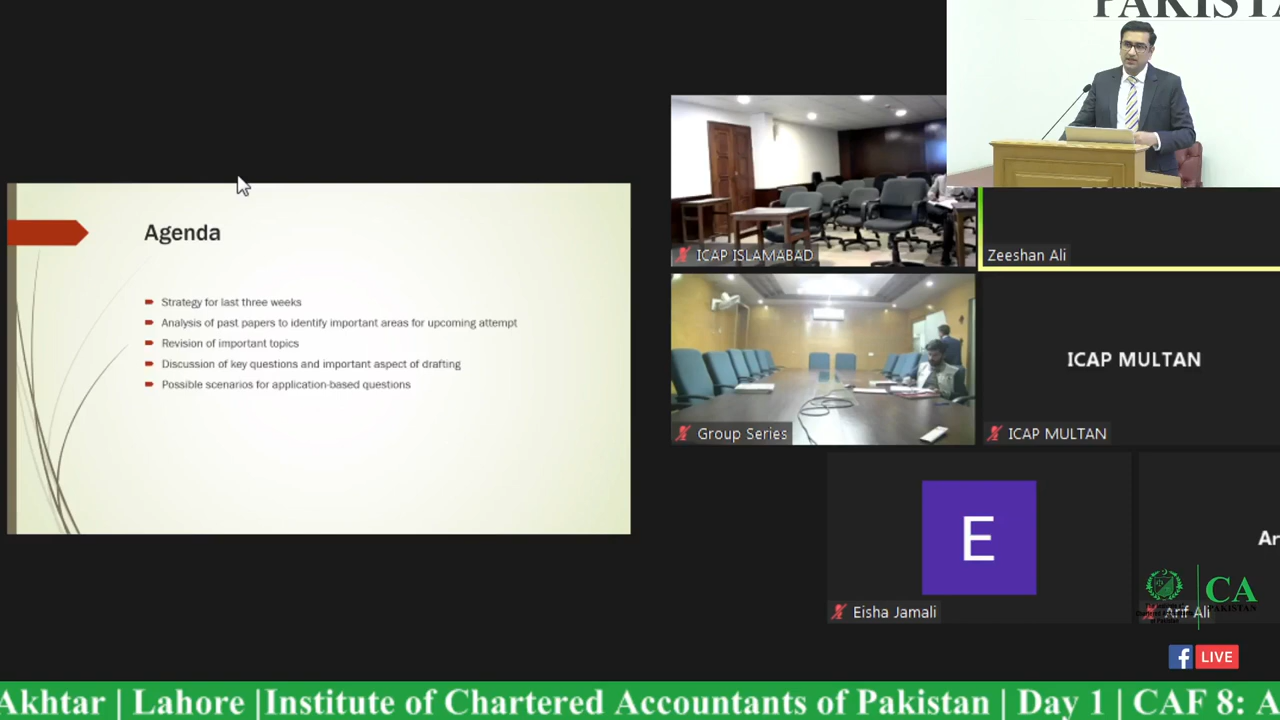 PAKISTA
Agenda
Strategy for last three weeks
Analysis of past papers to identify important areas for upcoming attempt
Revision of important topics
Discussion of key questions and important aspect of drafting
Possible scenarios for application-based questions
ICAP ISLAMABAD
Zeeshan Ali
Group Series
ICAP MULTAN
ICAP MULTAN
E
Eisha Jamali
Ar
Arif Ali
CA
PAKISTAN
f LIVE
Akhtar | Lahore |Institute of Chartered Accountants of Pakistan | Day 1 | CAF 8: A